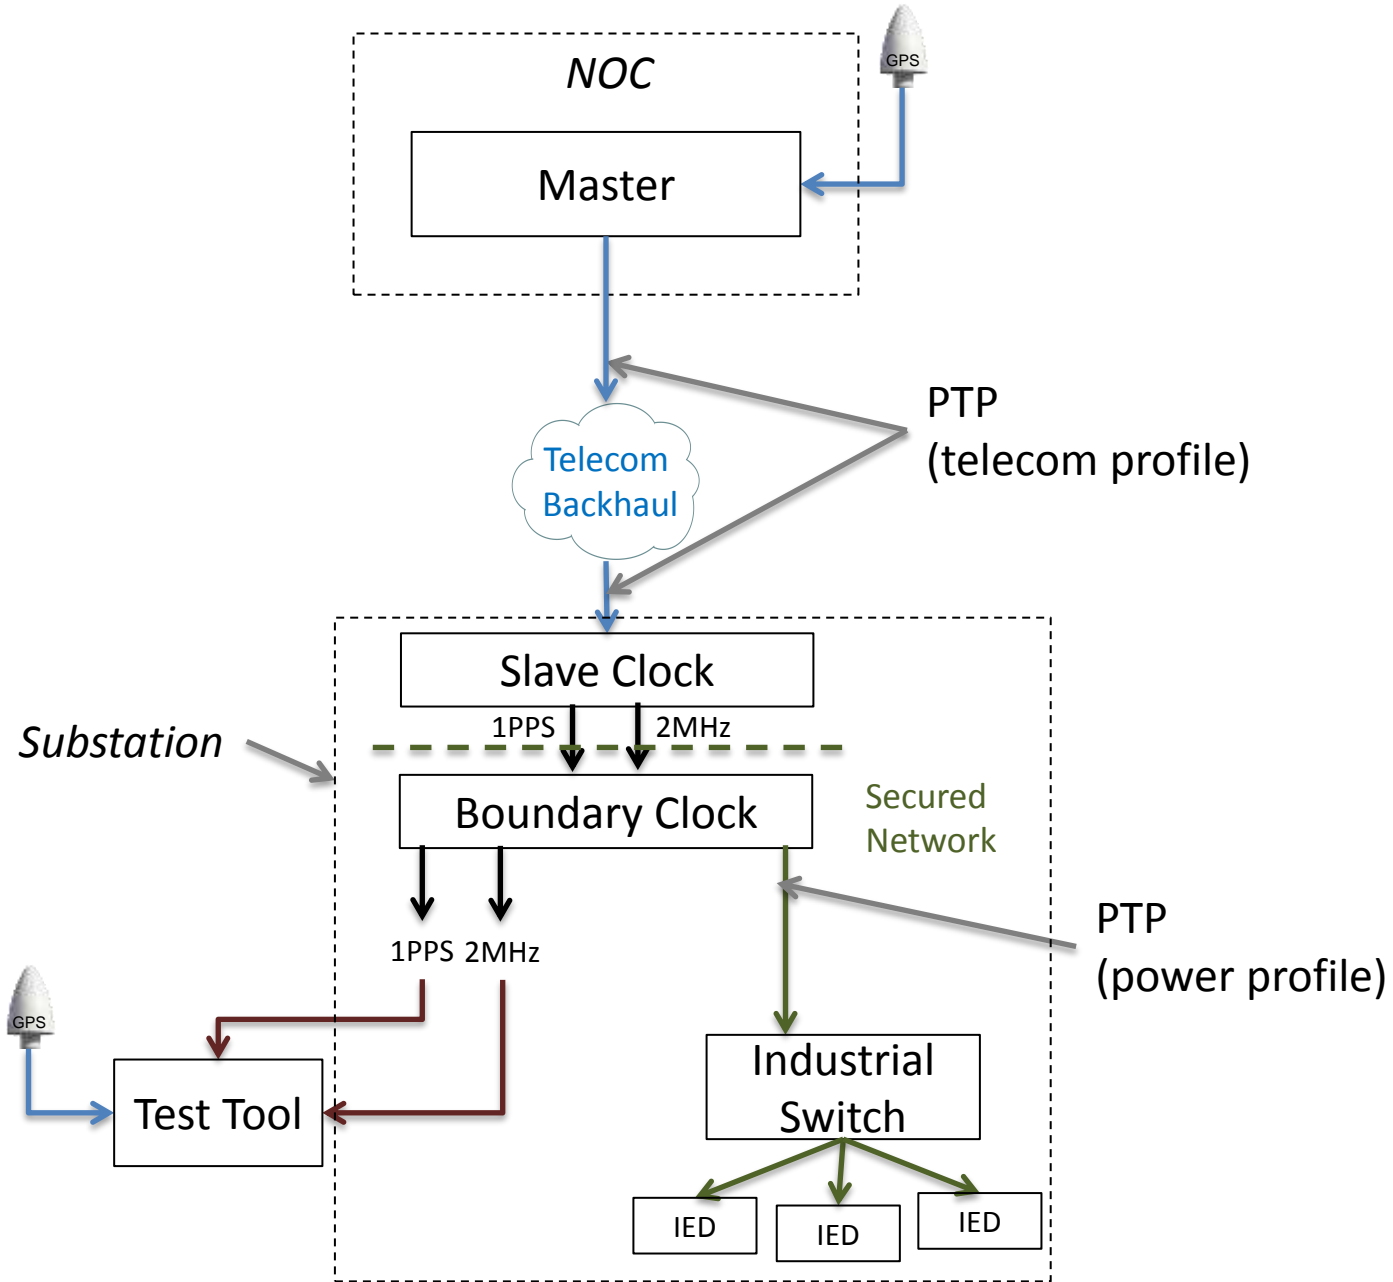 GPS
NOC
Master
PTP
(telecom profile)
Telecom
Backhaul
Slave Clock
1PPS
2MHz
Substation
Boundary Clock
Secured
Network
PTP
(power profile)
1PPS
2MHz
GPS
Test Tool
Industrial
Switch
IED
IED
IED